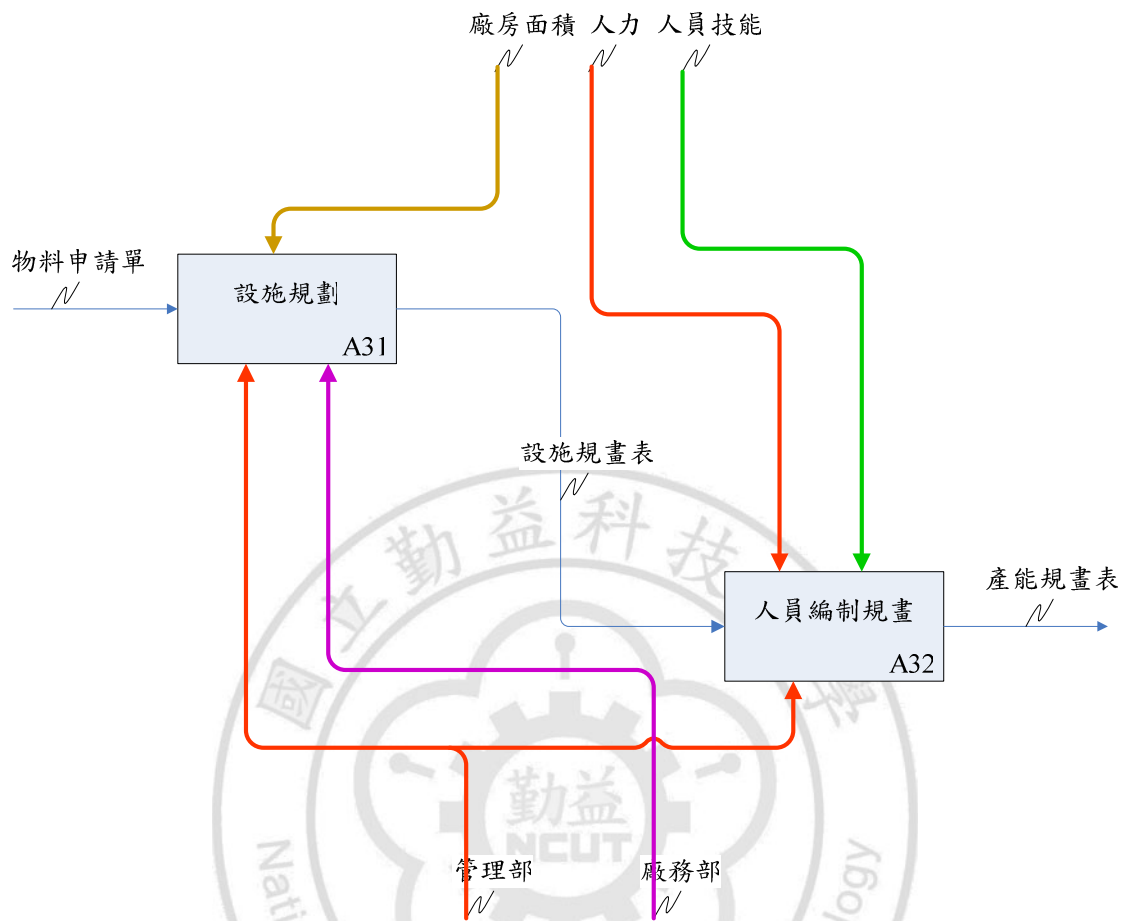 廠房面積 人力 人員技能
物料申請單
設施規劃
A31
設施規畫表
人員編制規畫
A32
產能規畫表
國立勤益科技
學
勤益
NCUT
管理部
廠務部
Nati
ology